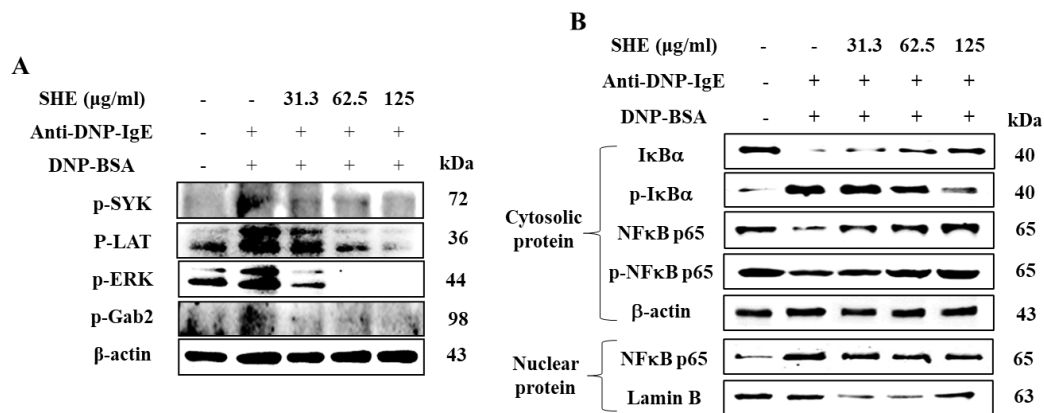 A
SHE (μg/ml) - - 31.3 62.5 125
Anti-DNP-IgE - + + + +
DNP-BSA - + + + + kDa
p-SYK 72
P-LAT 36
p-ERK 44
p-Gab2 98
β-actin 43
B
SHE (μg/ml) - - 31.3 62.5 125
Anti-DNP-IgE - + + + +
DNP-BSA - + + + + kDa
Cytosolic protein
IκBα 40
p-IκBα 40
NFκB p65 65
p-NFκB p65 65
β-actin 43
Nuclear protein
NFκB p65 65
Lamin B 63